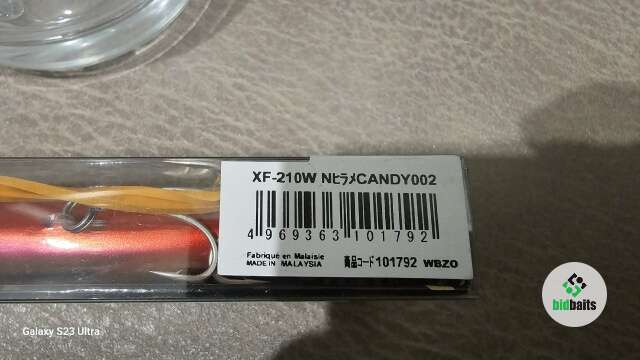 XF-210W NヒラメCANDY002
4 969363 101792
Fabriqué en Malaisie
MADE IN MALAYSIA
商品コード101792 WBZO
bidbaits
Galaxy S23 Ultra